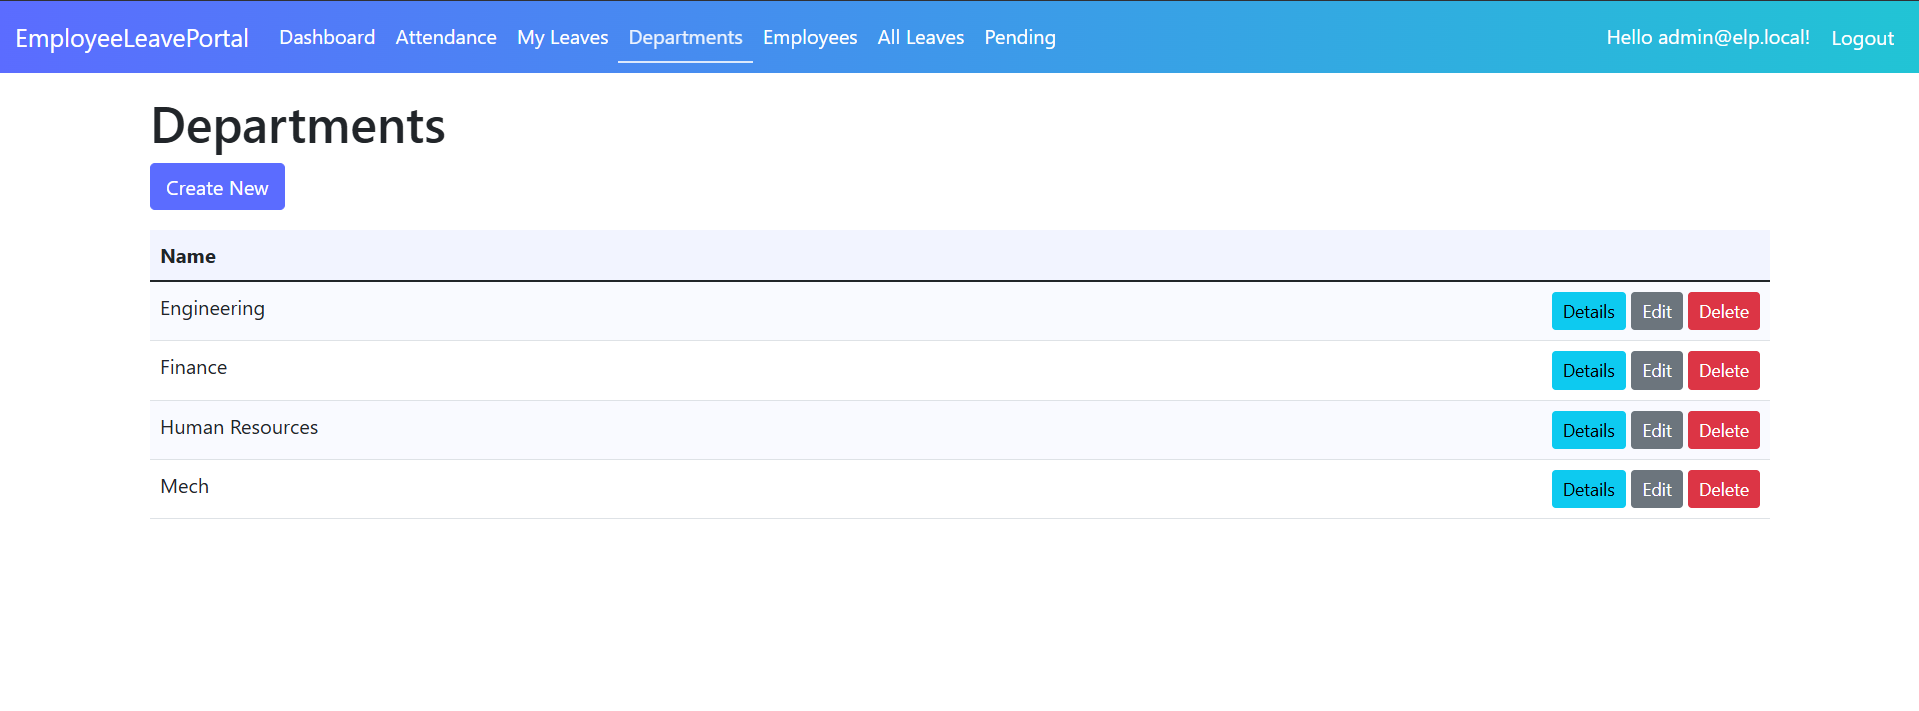 EmployeeLeavePortal Dashboard Attendance My Leaves Departments Employees All Leaves Pending Hello admin@elp.local! Logout
Departments
Create New
Name
Engineering Details Edit Delete
Finance Details Edit Delete
Human Resources Details Edit Delete
Mech Details Edit Delete